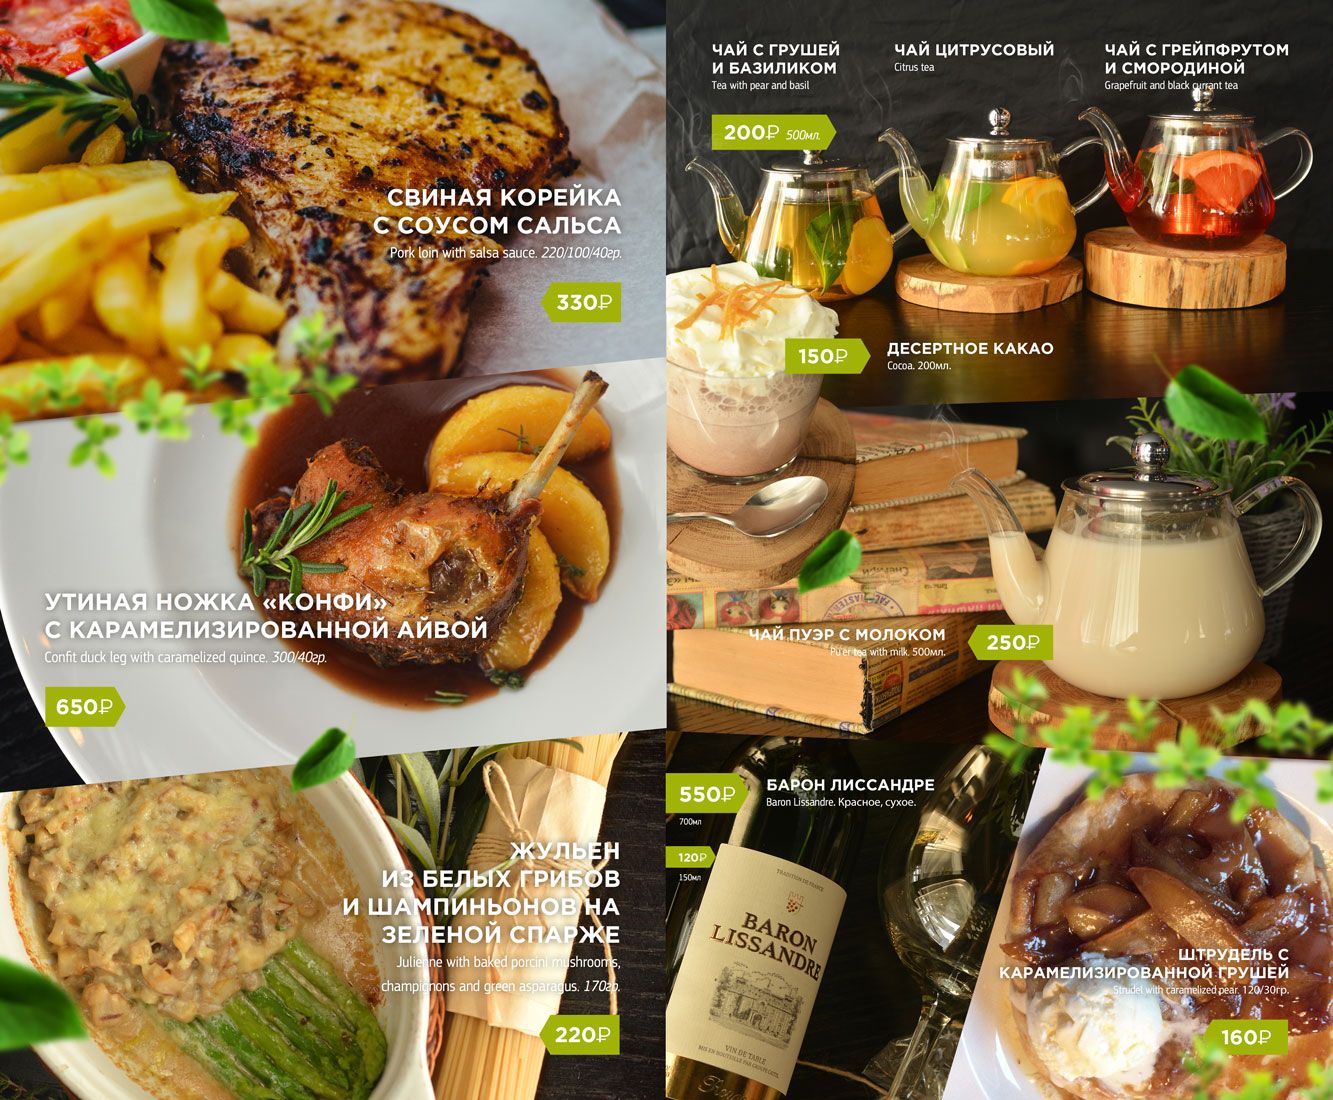 СВИНАЯ КОРЕЙКА
С СОУСОМ САЛЬСА
Pork loin with salsa sauce. 220/100/40гр.
330₽
УТИНАЯ НОЖКА «КОНФИ»
С КАРАМЕЛИЗИРОВАННОЙ АЙВОЙ
Confit duck leg with caramelized quince. 300/40гр.
650₽
ЖУЛЬЕН
ИЗ БЕЛЫХ ГРИБОВ
И ШАМПИНЬОНОВ НА
ЗЕЛЕНОЙ СПАРЖЕ
Julienne with baked porcini mushrooms,
champignons and green asparagus. 170гр.
220₽
ЧАЙ С ГРУШЕЙ
И БАЗИЛИКОМ
Tea with pear and basil
200₽ 500мл.
ЧАЙ ЦИТРУСОВЫЙ
Citrus tea
ЧАЙ С ГРЕЙПФРУТОМ
И СМОРОДИНОЙ
Grapefruit and black currant tea
150₽
ДЕСЕРТНОЕ КАКАО
Cocoa. 200мл.
ЧАЙ ПУЭР С МОЛОКОМ
Pu'er tea with milk. 500мл.
250₽
550₽
700мл
120₽
150мл
БАРОН ЛИССАНДРЕ
Baron Lissandre. Красное, сухое.
TRADITION DE FRANCE
BARON
LISSANDRE
VIN DE TABLE
ШТРУДЕЛЬ С
КАРАМЕЛИЗИРОВАННОЙ ГРУШЕЙ
Strudel with caramelized pear. 120/30гр.
160₽